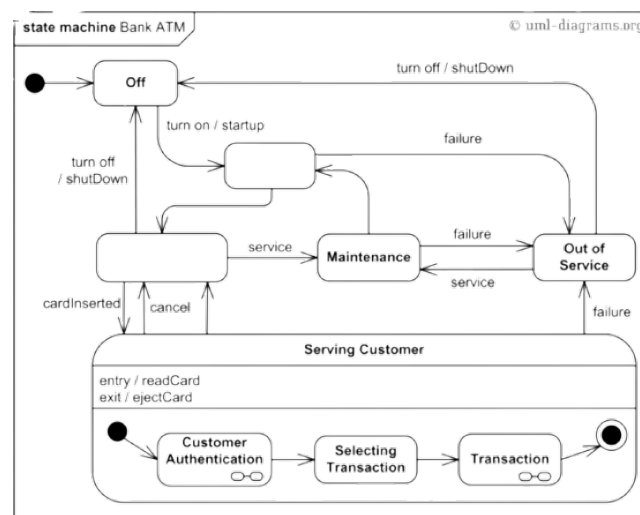 state machine Bank ATM
© uml-diagrams.org
turn off / shutDown
Off
turn on / startup
failure
turn off
/ shutDown
service
Maintenance
failure
service
Out of
Service
cardInserted
cancel
failure
Serving Customer
entry / readCard
exit / ejectCard
Customer
Authentication
Selecting
Transaction
Transaction